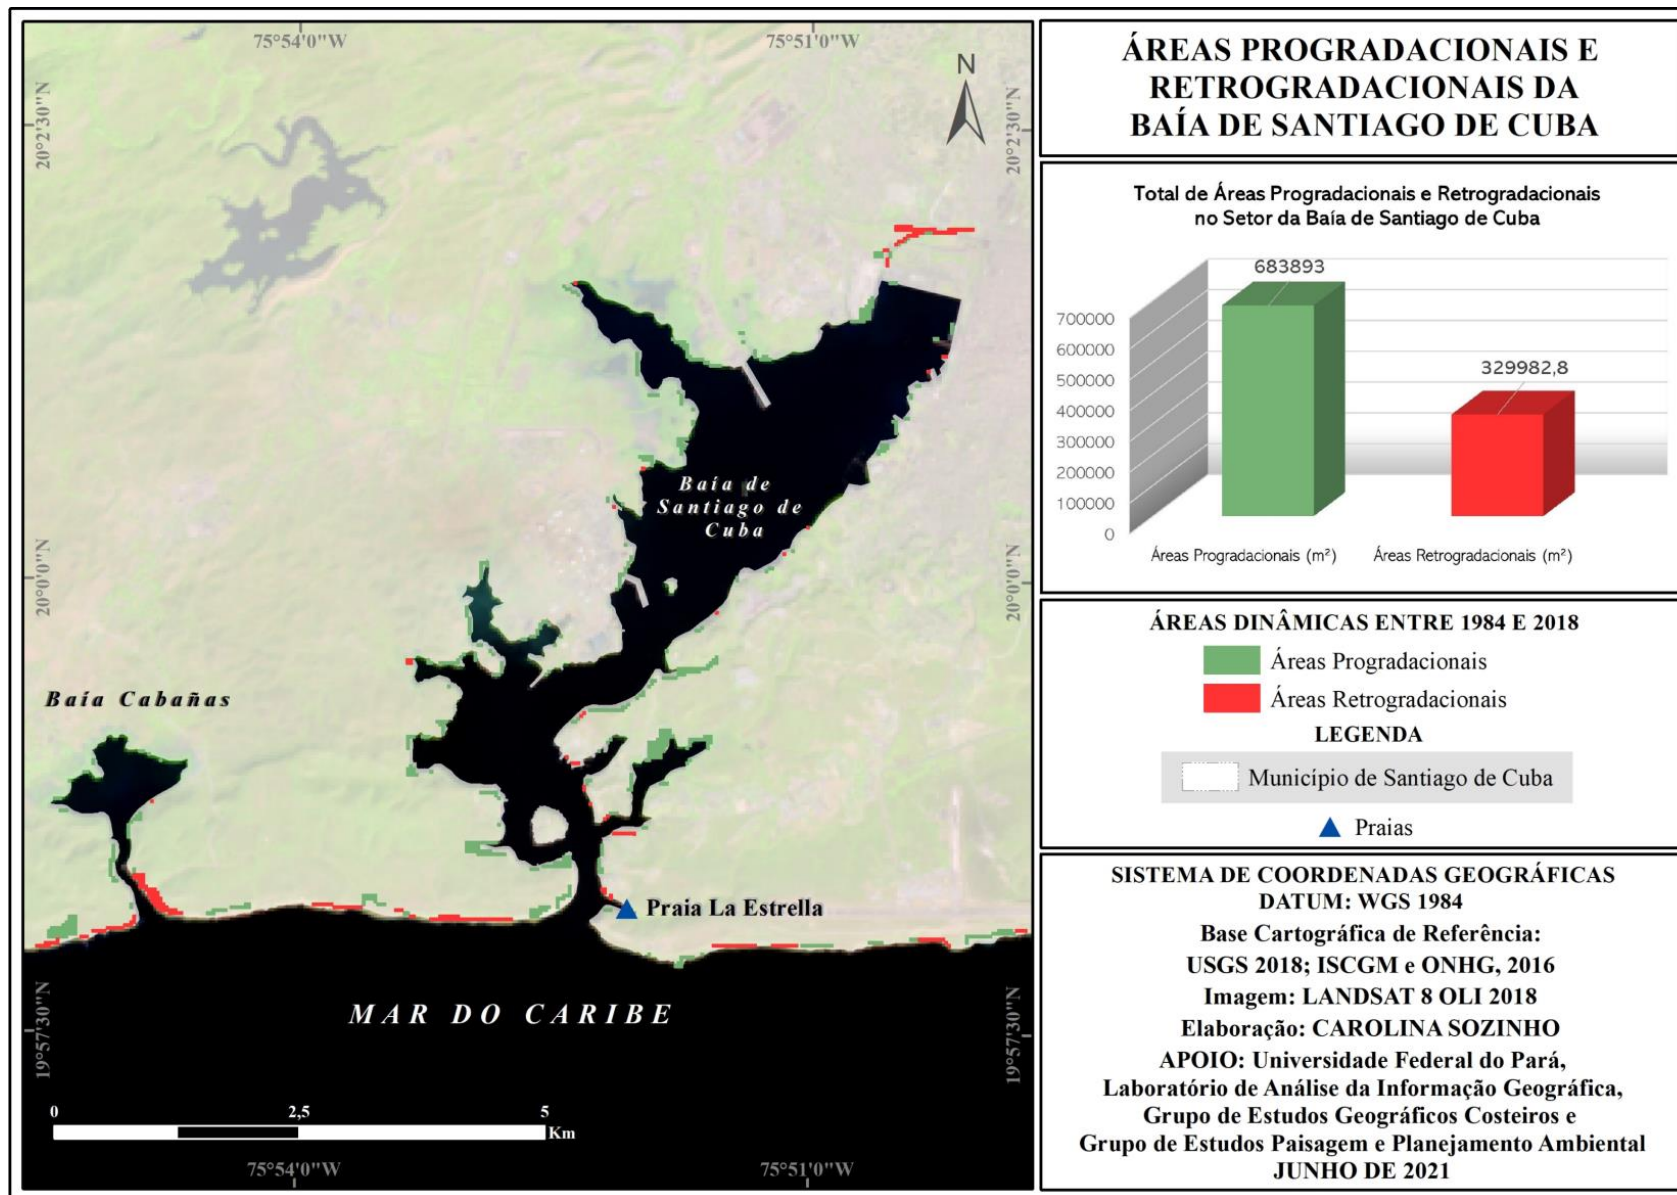 75°54'0"W
75°51'0"W
N
20°2'30"N
20°2'30"N
Baía de
Santiago de
Cuba
20°0'0"N
20°0'0"N
Baía Cabañas
Praia La Estrella
MAR DO CARIBE
19°57'30"N
19°57'30"N
0
2,5
5
Km
75°54'0"W
75°51'0"W
ÁREAS PROGRADACIONAIS E
RETROGRADACIONAIS DA
BAÍA DE SANTIAGO DE CUBA
Total de Áreas Progradacionais e Retrogradacionais
no Setor da Baía de Santiago de Cuba
683893
329982,8
700000
600000
500000
400000
300000
200000
100000
0
Áreas Progradacionais (m²)
Áreas Retrogradacionais (m²)
ÁREAS DINÂMICAS ENTRE 1984 E 2018
Áreas Progradacionais
Áreas Retrogradacionais
LEGENDA
Município de Santiago de Cuba
Praias
SISTEMA DE COORDENADAS GEOGRÁFICAS
DATUM: WGS 1984
Base Cartográfica de Referência:
USGS 2018; ISCGM e ONHG, 2016
Imagem: LANDSAT 8 OLI 2018
Elaboração: CAROLINA SOZINHO
APOIO: Universidade Federal do Pará,
Laboratório de Análise da Informação Geográfica,
Grupo de Estudos Geográficos Costeiros e
Grupo de Estudos Paisagem e Planejamento Ambiental
JUNHO DE 2021